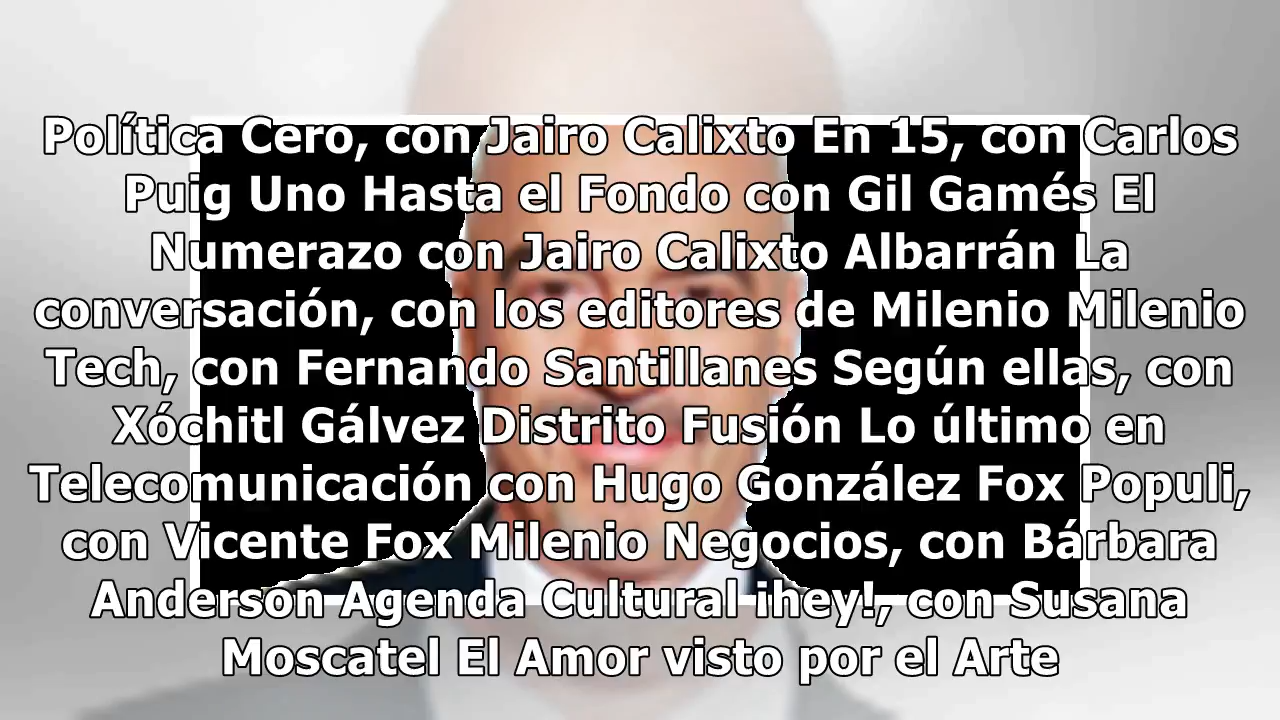 Política Cero, con Jairo Calixto En 15, con Carlos
Puig Uno Hasta el Fondo con Gil Gamés El
Numerazo con Jairo Calixto Albarrán La
conversación, con los editores de Milenio Milenio
Tech, con Fernando Santillanes Según ellas, con
Xóchitl Gálvez Distrito Fusión Lo último en
Telecomunicación con Hugo González Fox Populi,
con Vicente Fox Milenio Negocios, con Bárbara
Anderson Agenda Cultural ihey!, con Susana
Moscatel El Amor visto por el Arte